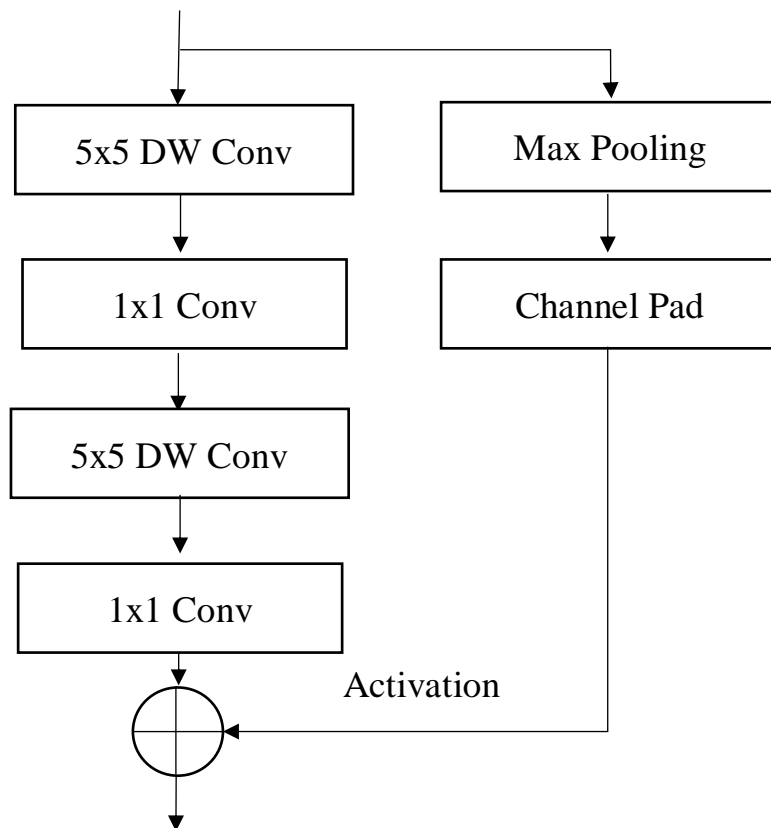 5x5 DW Conv
Max Pooling
1x1 Conv
Channel Pad
5x5 DW Conv
1x1 Conv
Activation